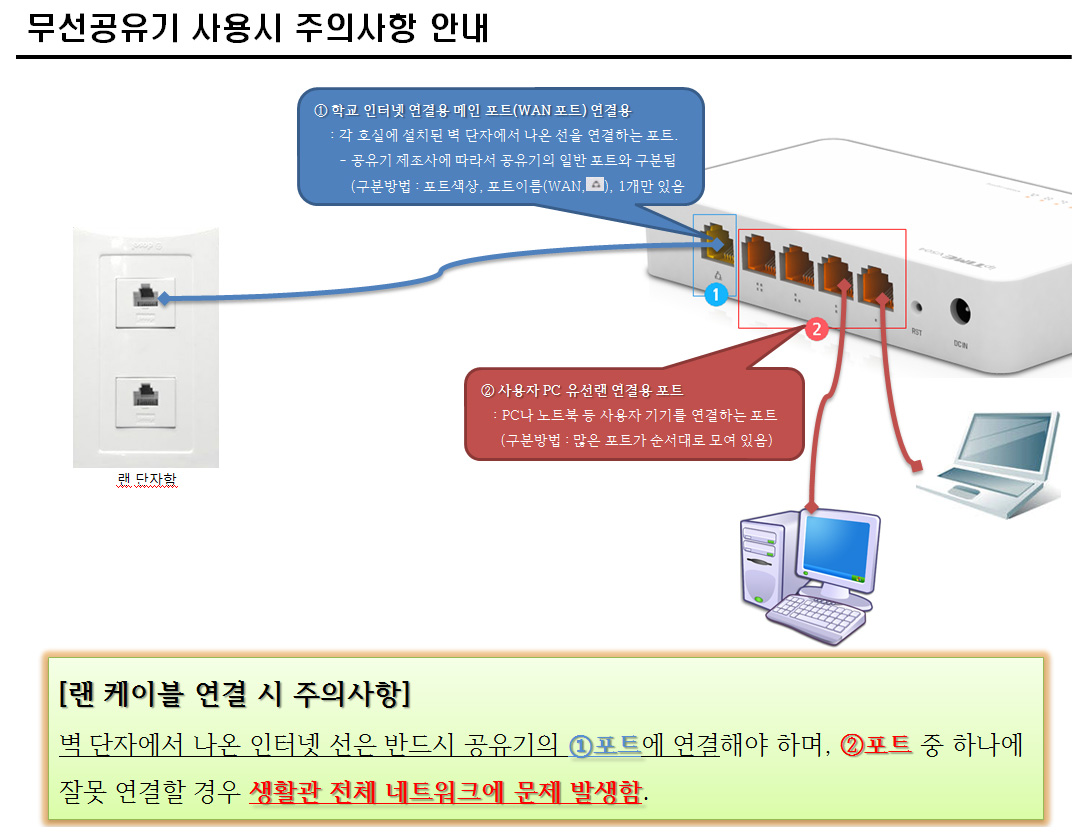 무선공유기 사용시 주의사항 안내
① 학교 인터넷 연결용 메인 포트(WAN 포트) 연결용
: 각 호실에 설치된 벽 단자에서 나온 선을 연결하는 포트.
- 공유기 제조사에 따라서 공유기의 일반 포트와 구분됨
(구분방법 : 포트색상, 포트이름(WAN, ), 1개만 있음
1
2
RST
DC IN
② 사용자 PC 유선랜 연결용 포트
: PC나 노트북 등 사용자 기기를 연결하는 포트
(구분방법 : 많은 포트가 순서대로 모여 있음)
랜 단자함
[랜 케이블 연결 시 주의사항]
벽 단자에서 나온 인터넷 선은 반드시 공유기의 ①포트에 연결해야 하며, ②포트 중 하나에
잘못 연결할 경우 생활관 전체 네트워크에 문제 발생함.